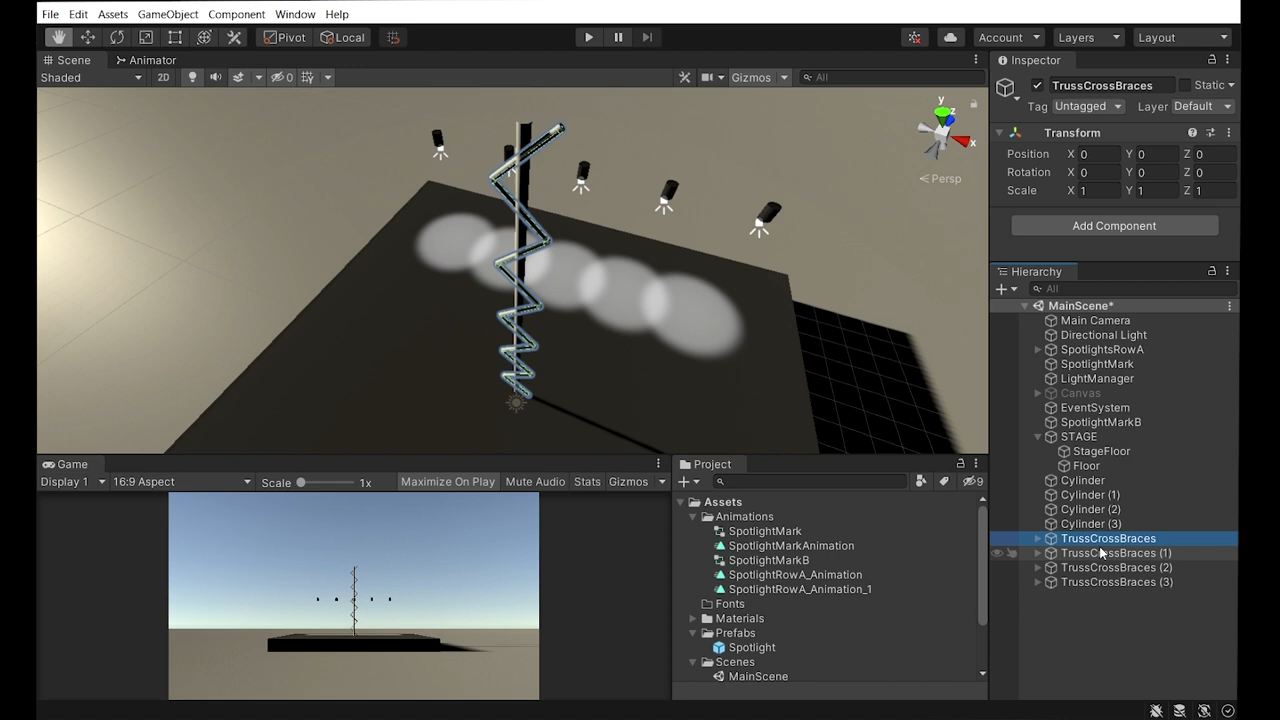 File Edit Assets GameObject Component Window Help
Pivot Local Account Layers Layout
Scene Animator
Shaded 2D 0 Gizmos All
y
z
x
Persp
Inspector
TrussCrossBraces Static
Tag Untagged Layer Default
Transform
Position X 0 Y 0 Z 0
Rotation X 0 Y 0 Z 0
Scale X 1 Y 1 Z 1
Add Component
Hierarchy
All
MainScene*
Main Camera
Directional Light
SpotlightsRowA
SpotlightMark
LightManager
Canvas
EventSystem
SpotlightMarkB
STAGE
StageFloor
Floor
Cylinder
Cylinder (1)
Cylinder (2)
Cylinder (3)
TrussCrossBraces
TrussCrossBraces (1)
TrussCrossBraces (2)
TrussCrossBraces (3)
Game
Display 1 16:9 Aspect Scale 1x Maximize On Play Mute Audio Stats Gizmos
Project
9
Assets
Animations
SpotlightMark
SpotlightMarkAnimation
SpotlightMarkB
SpotlightRowA_Animation
SpotlightRowA_Animation_1
Fonts
Materials
Prefabs
Spotlight
Scenes
MainScene